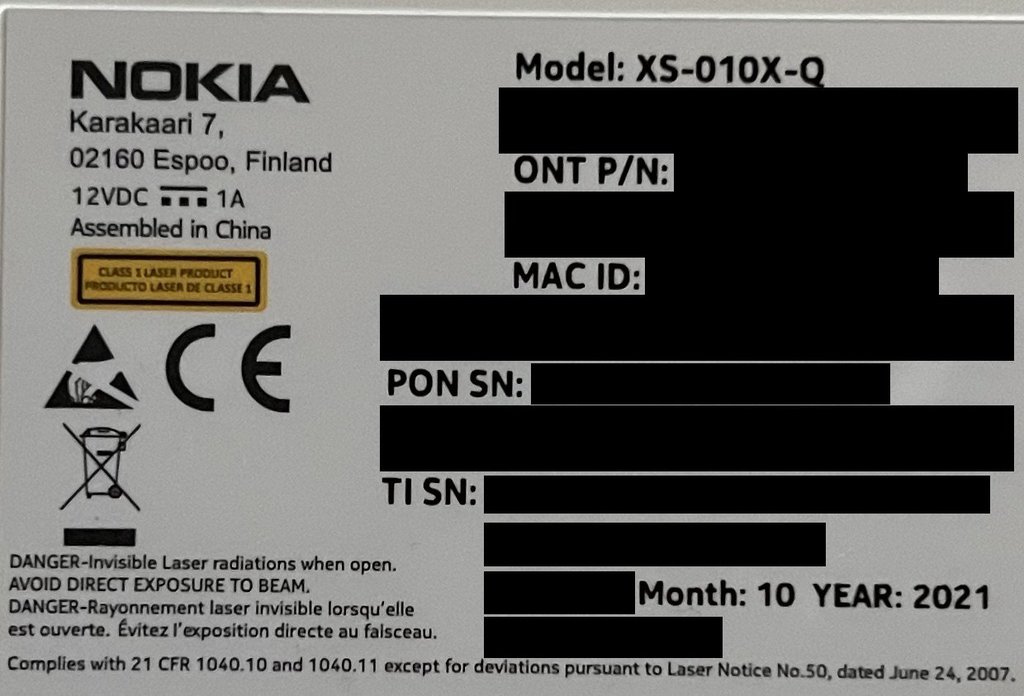 NOKIA
Karakaari 7,
02160 Espoo, Finland
12VDC 1A
Assembled in China
CLASS 1 LASER PRODUCT
PRODUCTO LASER DE CLASSE 1
CE
DANGER-Invisible Laser radiations when open.
AVOID DIRECT EXPOSURE TO BEAM.
DANGER-Rayonnement laser invisible lorsqu'elle
est ouverte. Évitez l'exposition directe au falsceau.
Model: XS-010X-Q
ONT P/N:
MAC ID:
PON SN:
TI SN:
Month: 10 YEAR: 2021
Complies with 21 CFR 1040.10 and 1040.11 except for deviations pursuant to Laser Notice No.50, dated June 24, 2007.